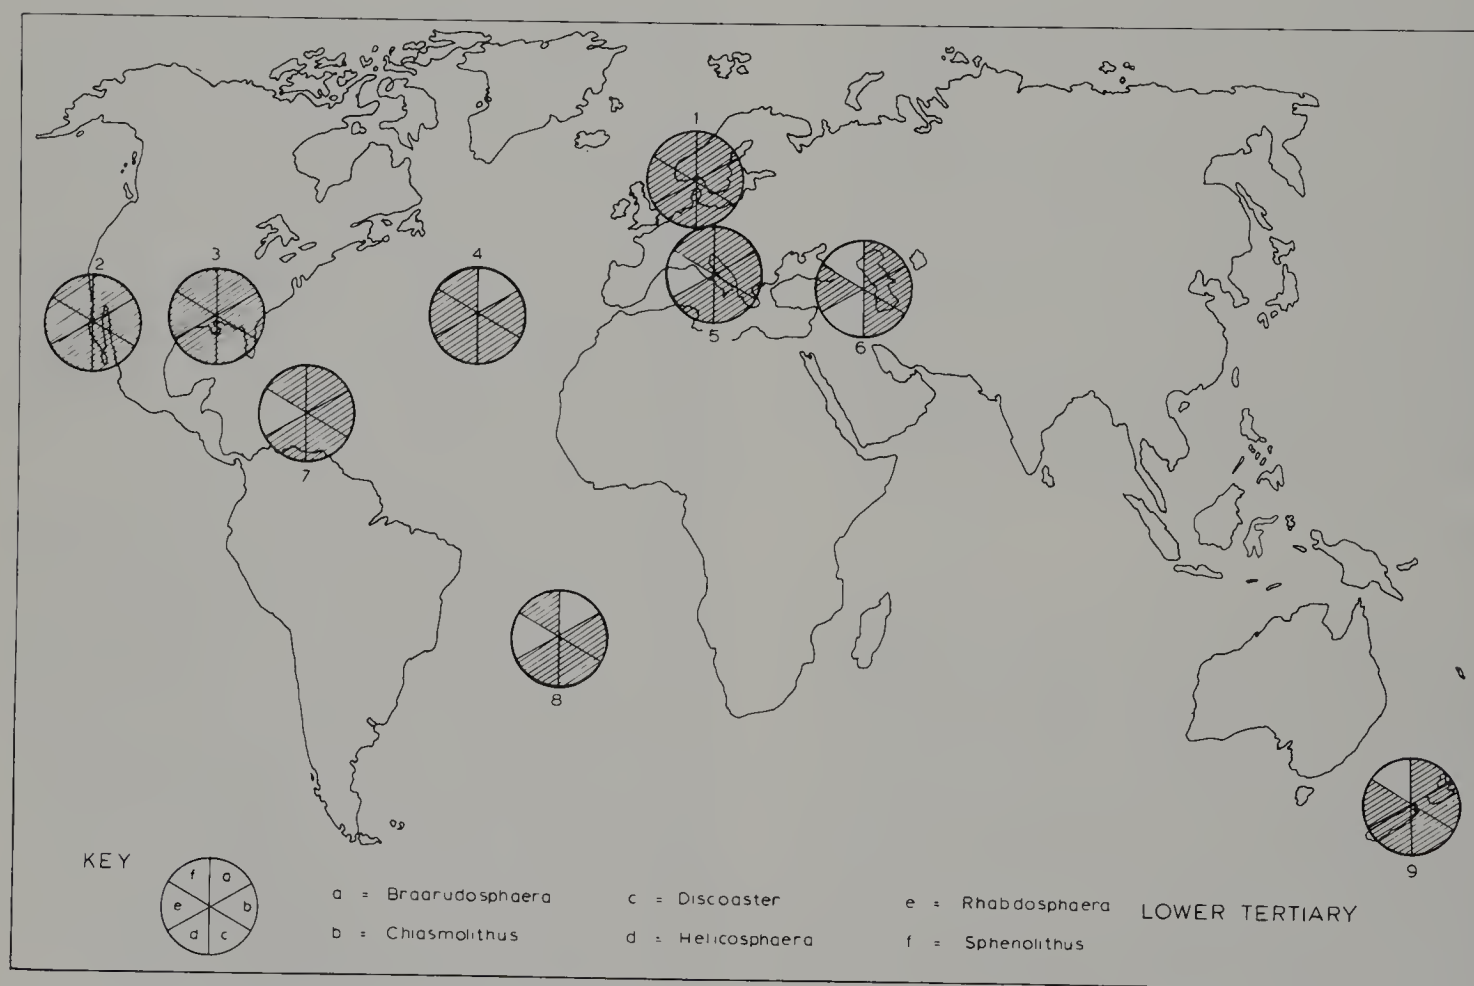 1
2
3
4
5
6
7
8
9
KEY
f a
e b
d c
a = Braarudosphaera
b = Chiasmolithus
c = Discoaster
d = Helicosphaera
e = Rhabdosphaera
f = Sphenolithus
LOWER TERTIARY